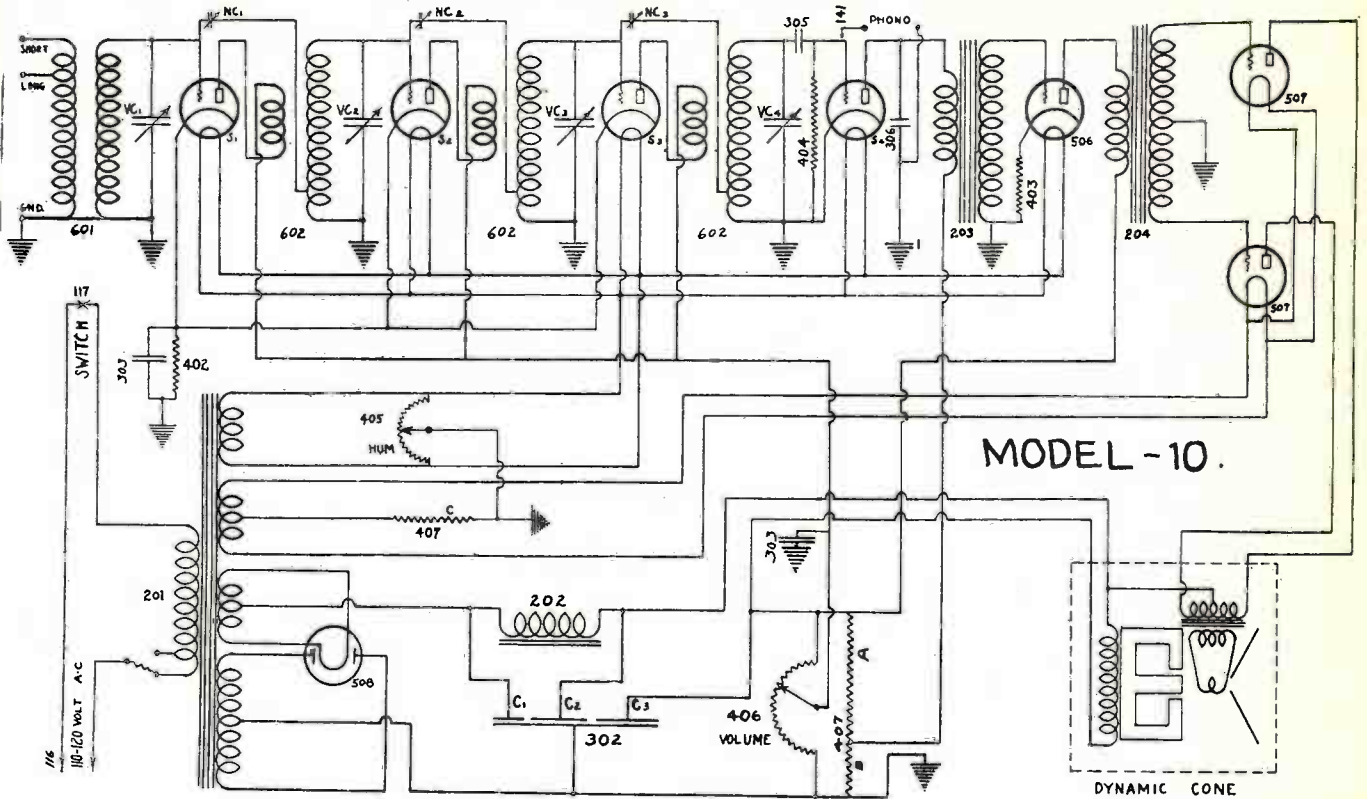 NC₁
NC₂
NC₃
305
141
PHONO
SHORT
LONG
VC₁
S₁
VC₂
S₂
VC₃
S₃
VC₄
404
S₄
306
403
506
507
GND.
601
602
602
602
203
204
507
117
SWITCH
303
402
405
HUM
MODEL-10.
C
407
303
201
202
508
C₁
C₂
C₃
302
406
VOLUME
A
407
B
116
110-120 VOLT A-C
DYNAMIC CONE